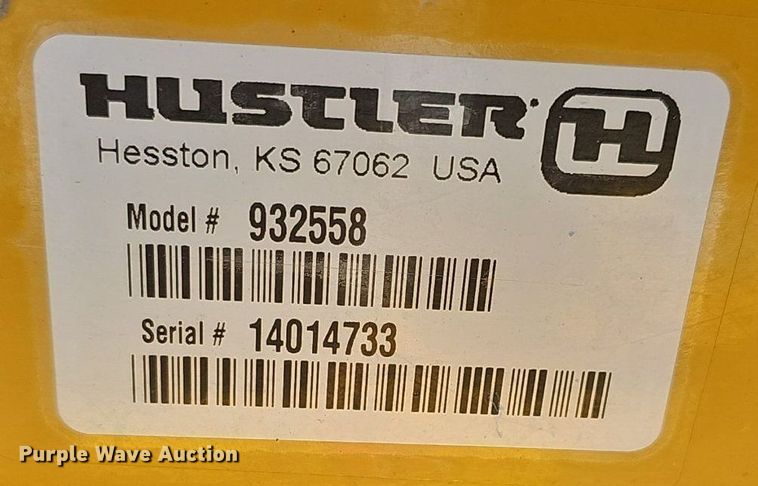 HUSTLER H
Hesston, KS 67062 USA
Model # 932558
Serial # 14014733
Purple Wave Auction